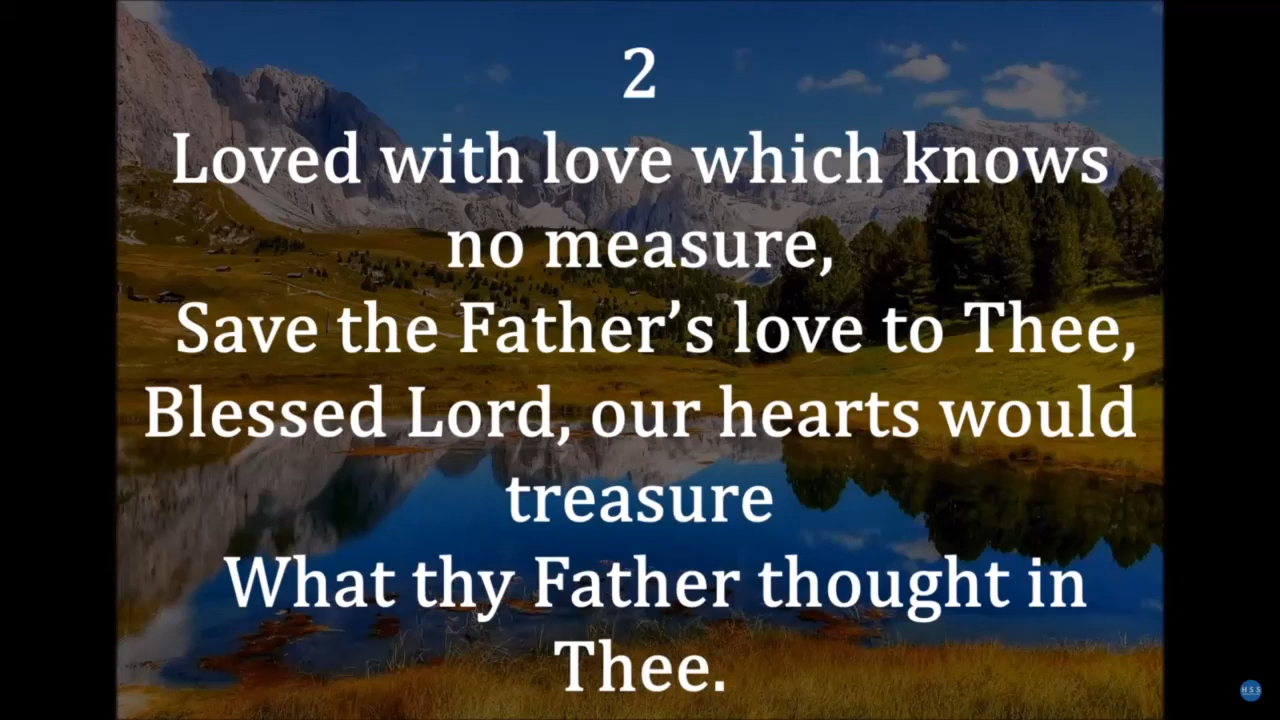 2
Loved with love which knows
no measure,
Save the Father’s love to Thee,
Blessed Lord, our hearts would
treasure
What thy Father thought in
Thee.
HSS